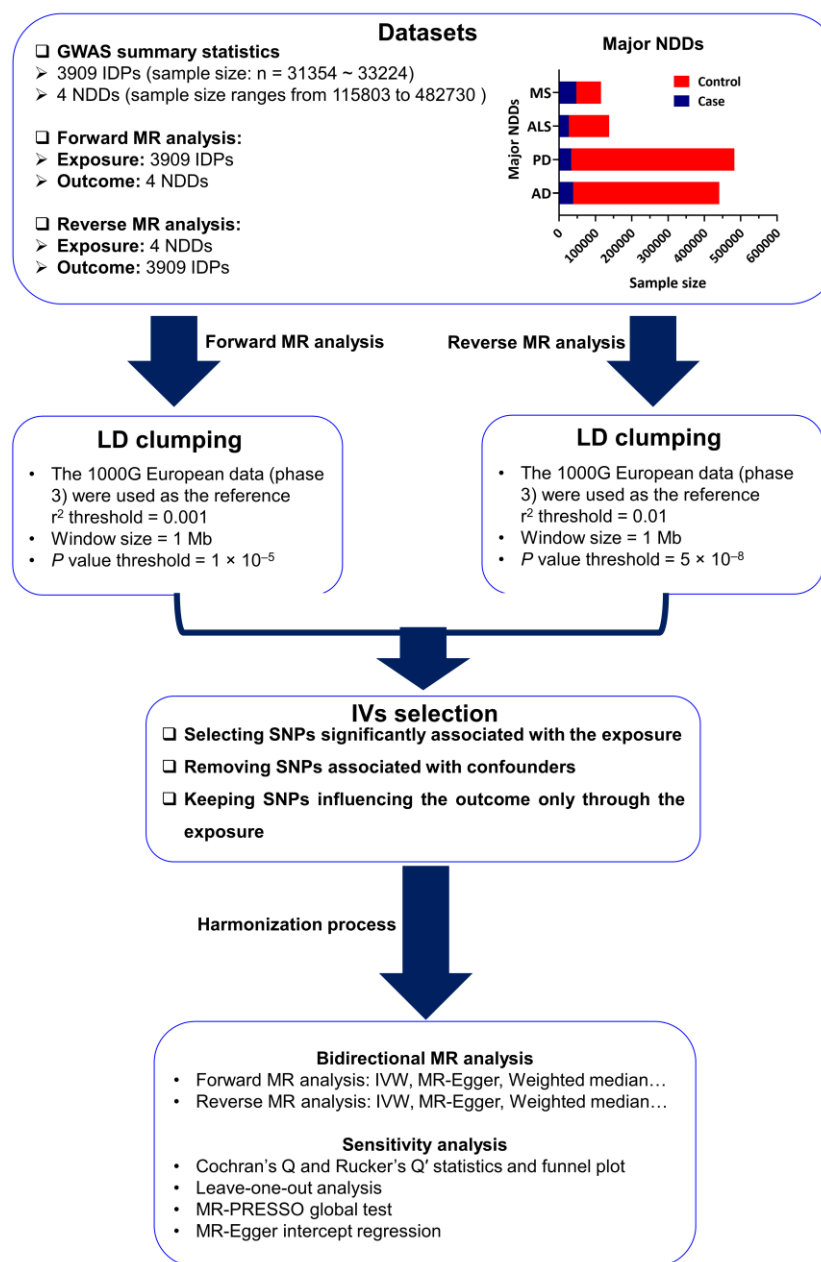 Datasets
❑ GWAS summary statistics
➢ 3909 IDPs (sample size: n = 31354 ~ 33224)
➢ 4 NDDs (sample size ranges from 115803 to 482730 )
❑ Forward MR analysis:
➢ Exposure: 3909 IDPs
➢ Outcome: 4 NDDs
❑ Reverse MR analysis:
➢ Exposure: 4 NDDs
➢ Outcome: 3909 IDPs
Major NDDs
Control
Case
Major NDDs
MS
ALS
PD
AD
0
100000
200000
300000
400000
500000
600000
Sample size
Forward MR analysis
Reverse MR analysis
LD clumping
• The 1000G European data (phase
3) were used as the reference
r² threshold = 0.001
• Window size = 1 Mb
• P value threshold = 1 × 10⁻⁵
LD clumping
• The 1000G European data (phase
3) were used as the reference
r² threshold = 0.01
• Window size = 1 Mb
• P value threshold = 5 × 10⁻⁸
IVs selection
❑ Selecting SNPs significantly associated with the exposure
❑ Removing SNPs associated with confounders
❑ Keeping SNPs influencing the outcome only through the
exposure
Harmonization process
Bidirectional MR analysis
• Forward MR analysis: IVW, MR-Egger, Weighted median…
• Reverse MR analysis: IVW, MR-Egger, Weighted median…
Sensitivity analysis
• Cochran’s Q and Rucker’s Q′ statistics and funnel plot
• Leave-one-out analysis
• MR-PRESSO global test
• MR-Egger intercept regression